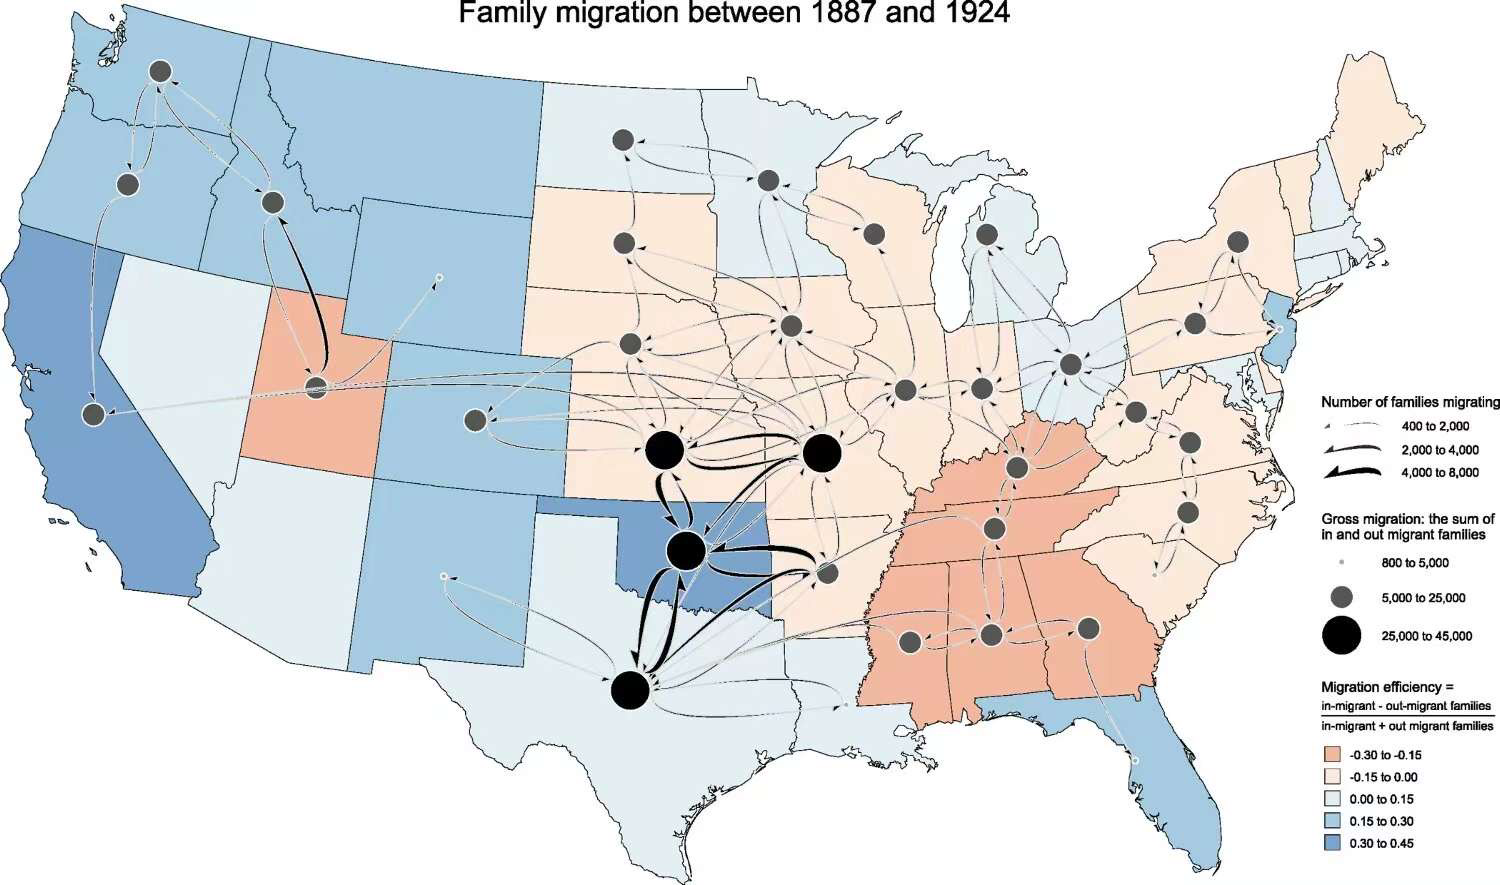 Family migration between 1887 and 1924
Number of families migrating
400 to 2,000
2,000 to 4,000
4,000 to 8,000
Gross migration: the sum of
in and out migrant families
800 to 5,000
5,000 to 25,000
25,000 to 45,000
Migration efficiency =
in-migrant - out-migrant families
in-migrant + out migrant families
-0.30 to -0.15
-0.15 to 0.00
0.00 to 0.15
0.15 to 0.30
0.30 to 0.45